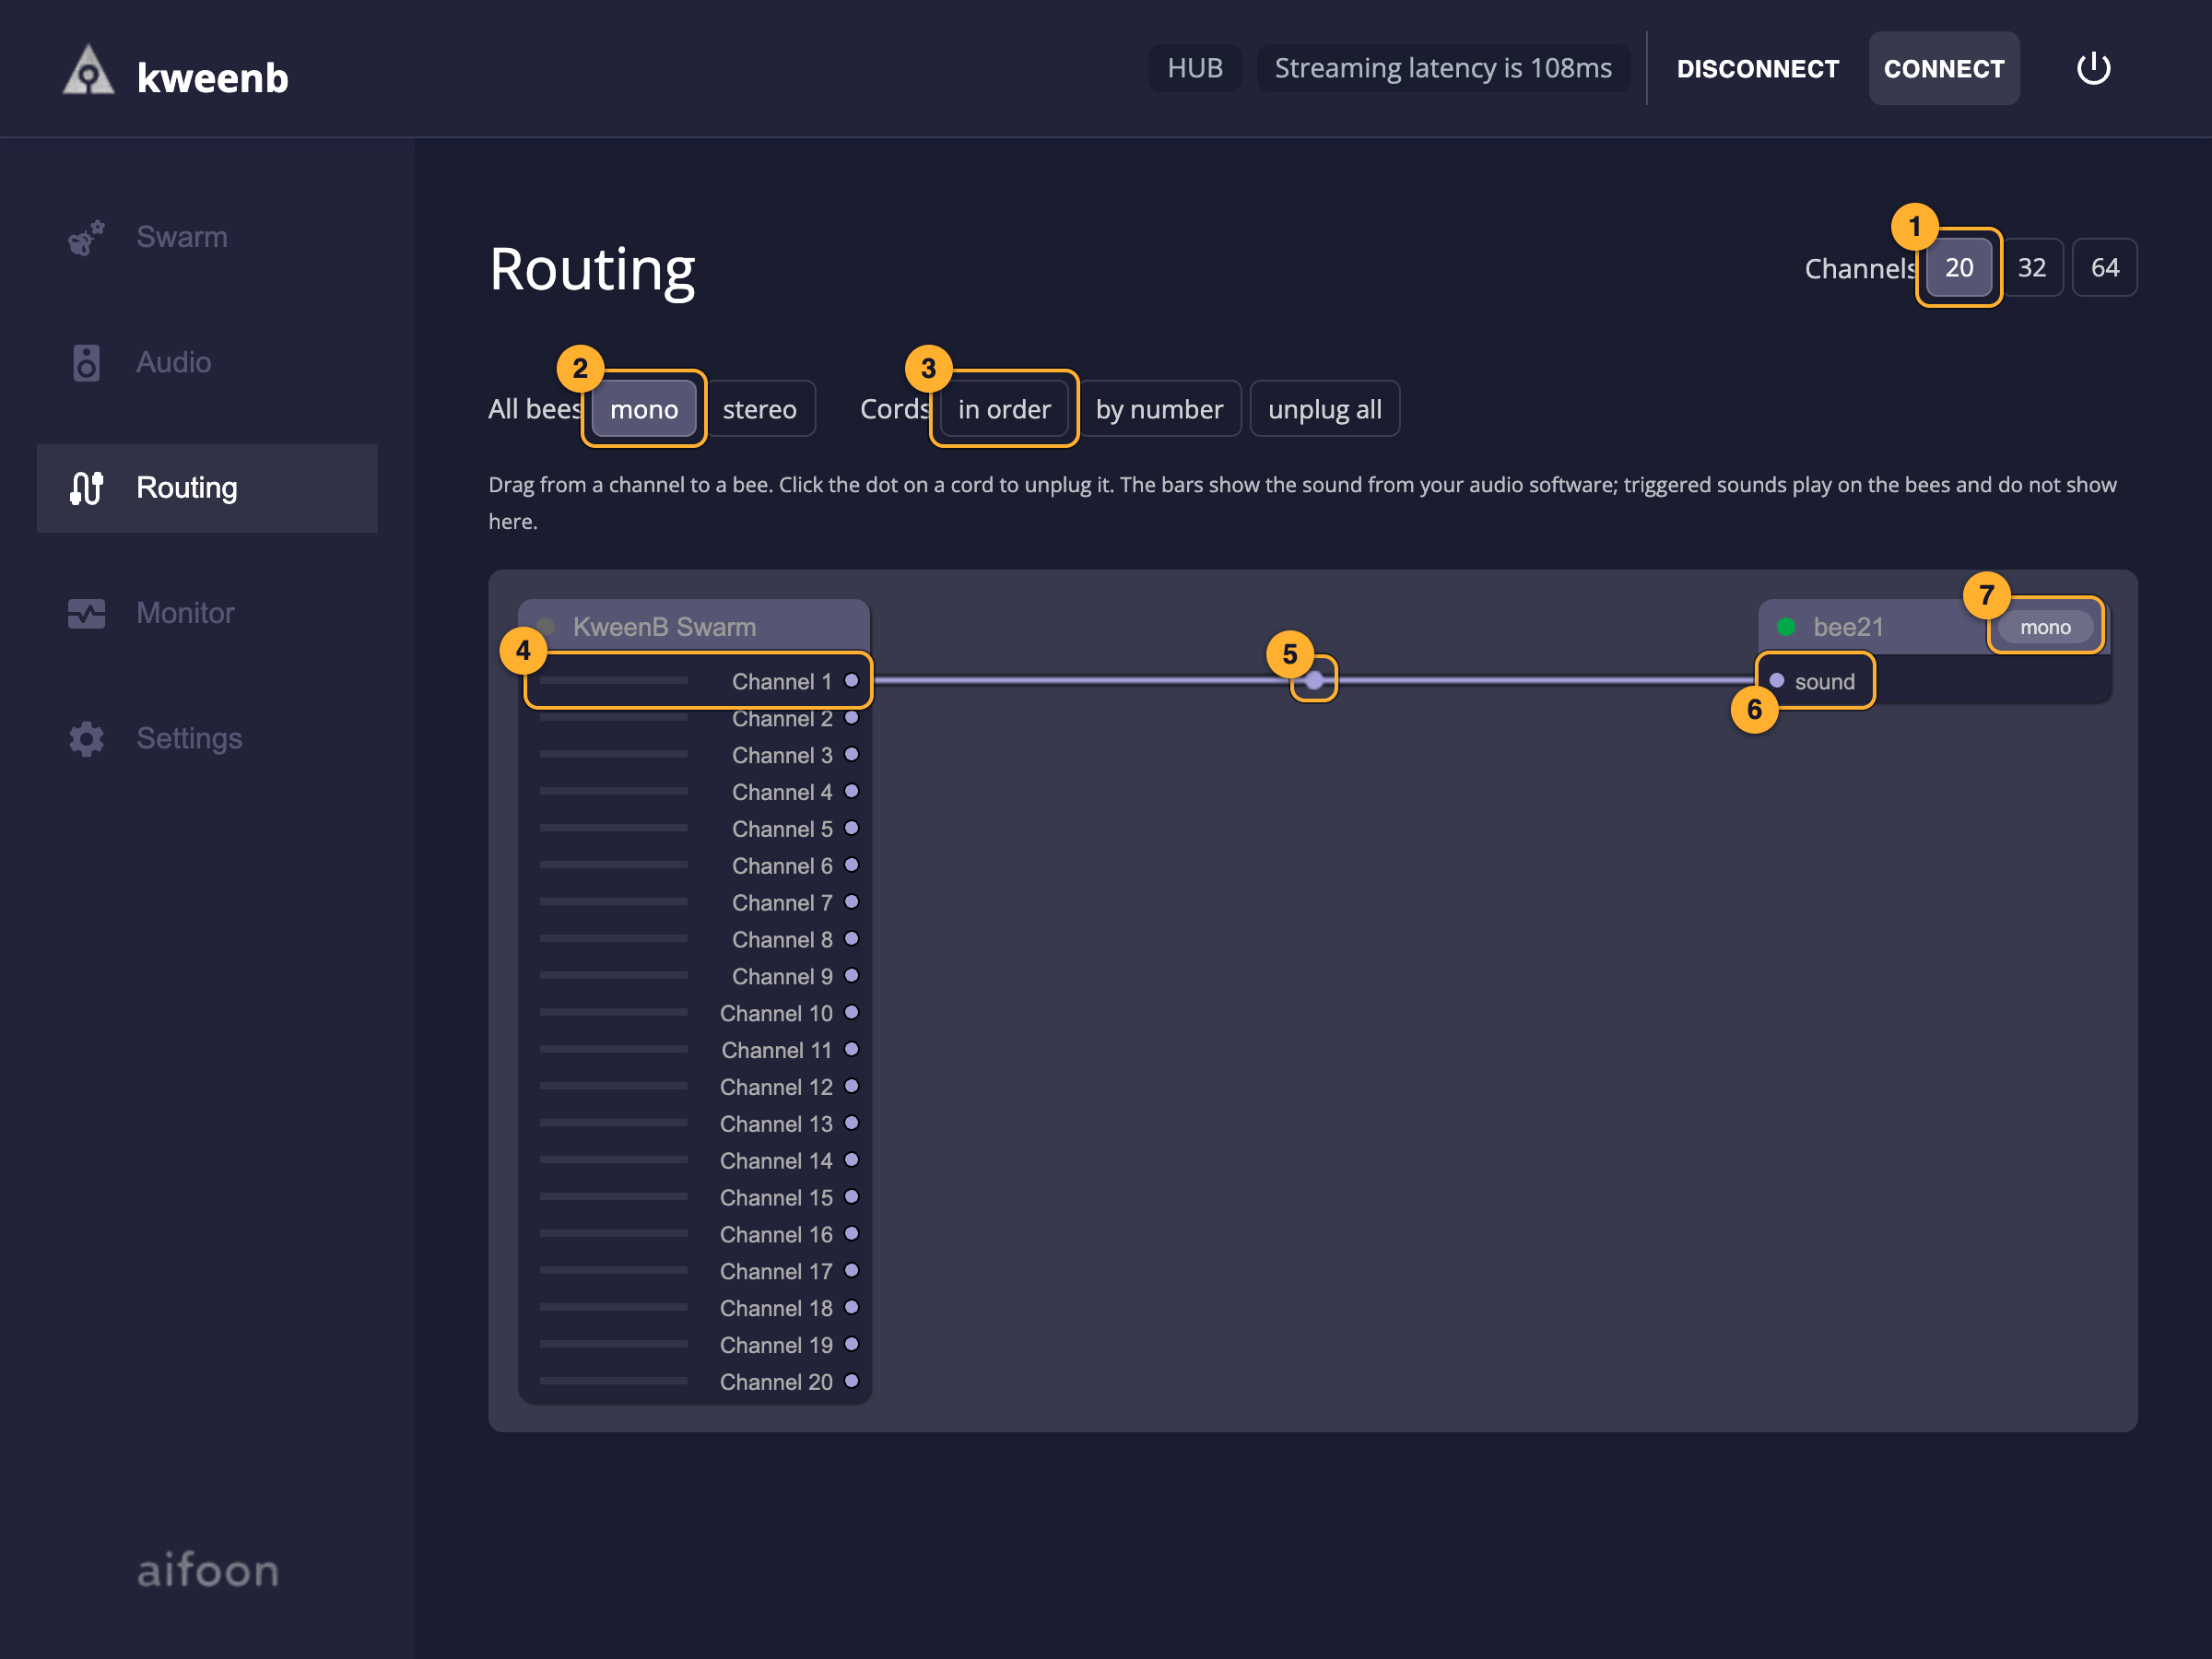 kweenb
HUB Streaming latency is 108ms DISCONNECT CONNECT
Swarm
Audio
Routing
Monitor
Settings
aifoon
Routing
1
Channels 20 32 64
2 3
All bees mono stereo Cords in order by number unplug all
Drag from a channel to a bee. Click the dot on a cord to unplug it. The bars show the sound from your audio software; triggered sounds play on the bees and do not show
here.
KweenB Swarm
4
Channel 1
Channel 2
Channel 3
Channel 4
Channel 5
Channel 6
Channel 7
Channel 8
Channel 9
Channel 10
Channel 11
Channel 12
Channel 13
Channel 14
Channel 15
Channel 16
Channel 17
Channel 18
Channel 19
Channel 20
5
7
bee21 mono
sound
6